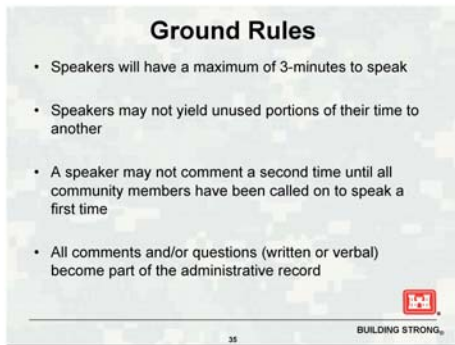 Ground Rules
• Speakers will have a maximum of 3-minutes to speak
• Speakers may not yield unused portions of their time to
another
• A speaker may not comment a second time until all
community members have been called on to speak a
first time
• All comments and/or questions (written or verbal)
become part of the administrative record
BUILDING STRONG®
35